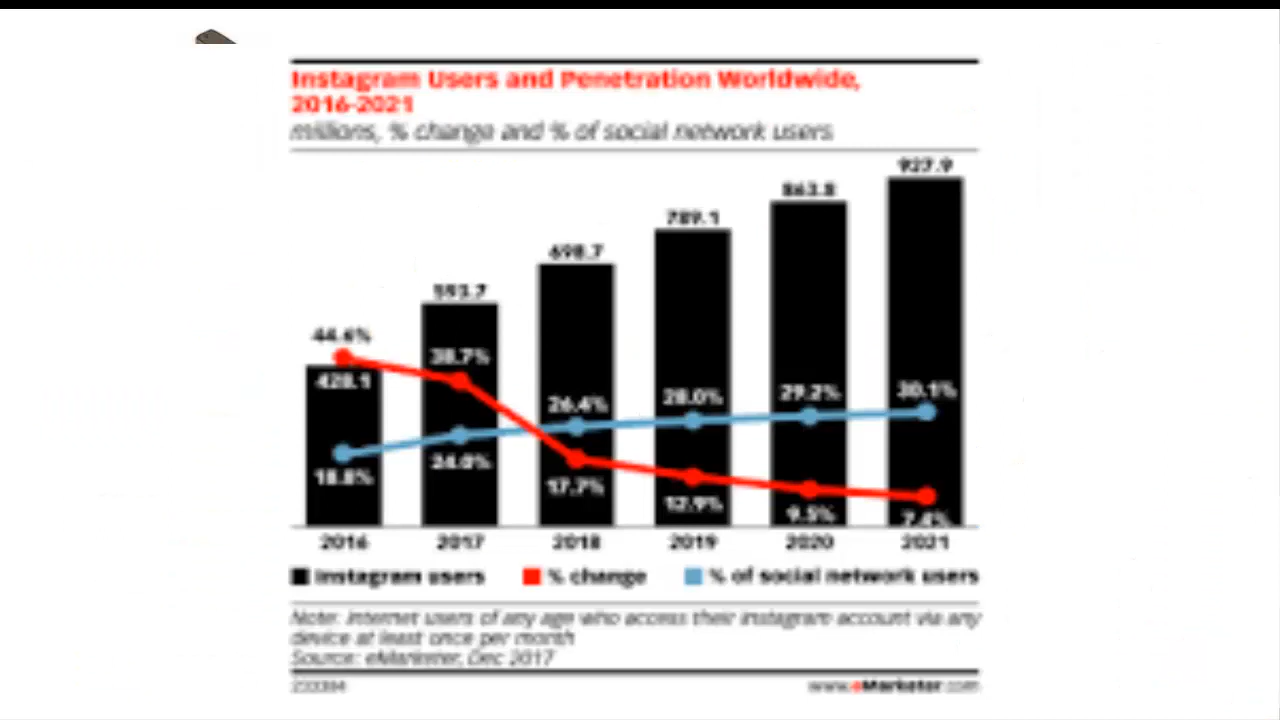 Instagram Users and Penetration Worldwide,
2016-2021
millions, % change and % of social network users
927.9
863.8
789.1
698.7
593.7
44.6%
38.7%
428.1
26.4%
28.0%
29.2%
30.1%
18.8%
24.0%
17.7%
12.9%
9.5%
7.4%
2016 2017 2018 2019 2020 2021
Instagram users % change % of social network users
Note: internet users of any age who access their Instagram account via any
device at least once per month
Source: eMarketer, Dec 2017
www.eMarketer.com